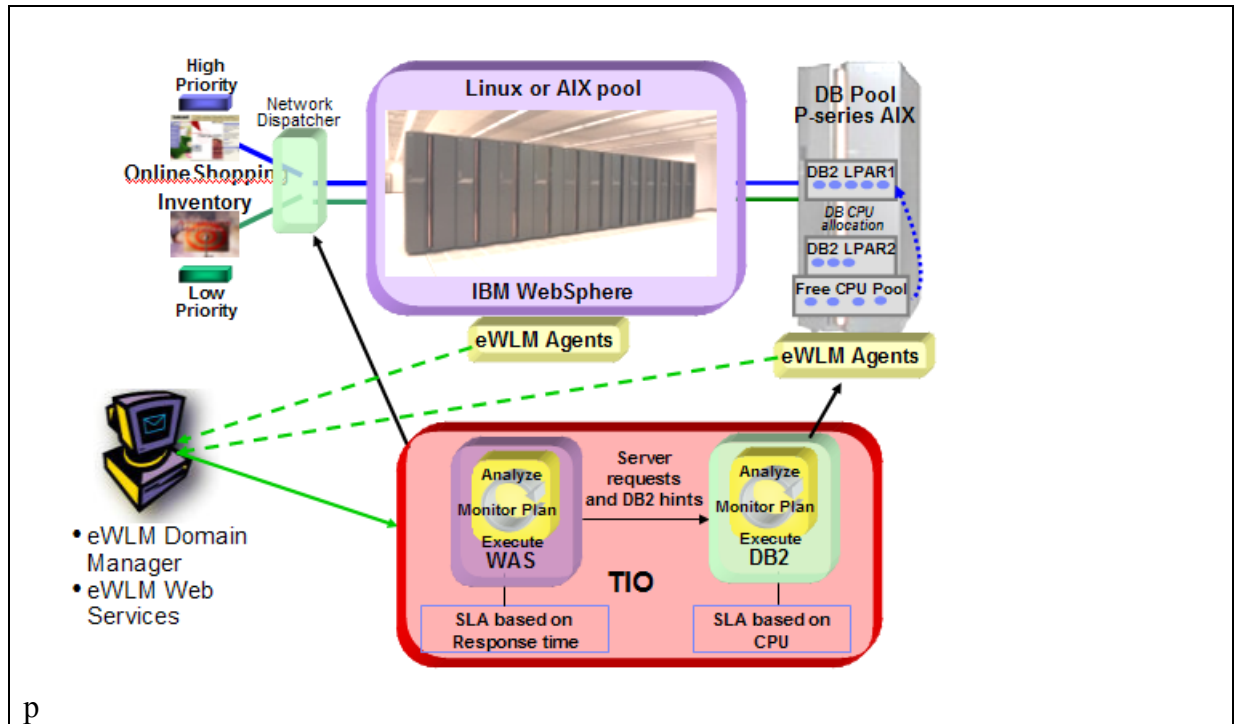 High
Priority
Network
Dispatcher
OnlineShopping
Inventory
Low
Priority
Linux or AIX pool
IBM WebSphere
DB Pool
P-series AIX
DB2 LPAR1
DB CPU
allocation
DB2 LPAR2
Free CPU Pool
eWLM Agents
eWLM Agents
• eWLM Domain
Manager
• eWLM Web
Services
Analyze
Monitor Plan
Execute
WAS
Server
requests
and DB2 hints
Analyze
Monitor Plan
Execute
DB2
TIO
SLA based on
Response time
SLA based on
CPU
p